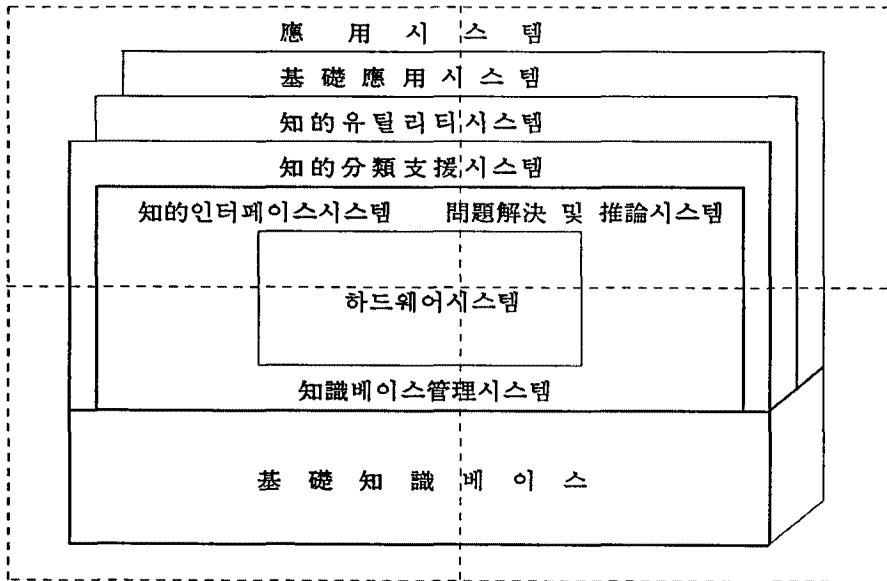 應用시스템
基礎應用시스템
知的유틸리티시스템
知的分類支援시스템
知的인터페이스시스템 問題解決 및 推論시스템
하드웨어시스템
知識베이스管理시스템
基礎知識베이스